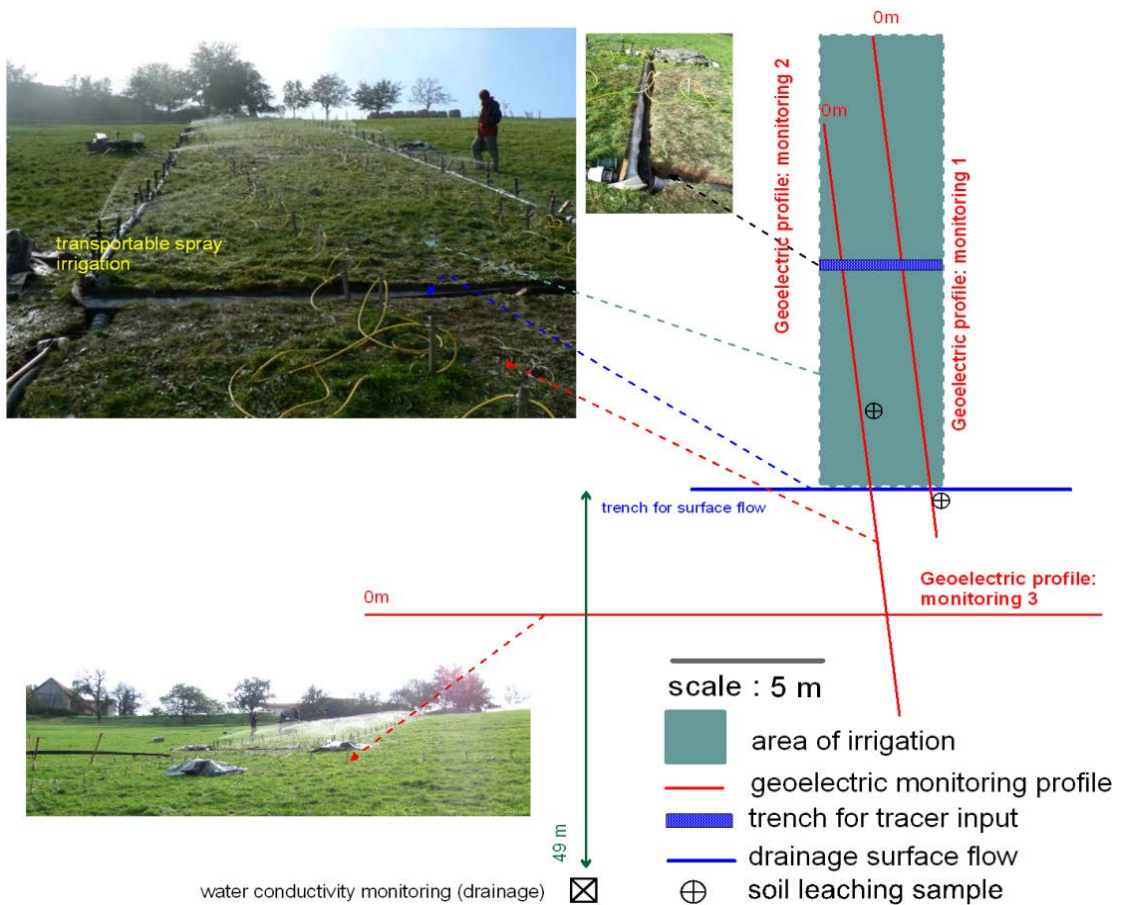 0m
Geoelectric profile: monitoring 2
0m
Geoelectric profile: monitoring 1
transportable spray
irrigation
trench for surface flow
Geoelectric profile:
monitoring 3
0m
scale : 5 m
area of irrigation
geoelectric monitoring profile
trench for tracer input
drainage surface flow
soil leaching sample
49 m
water conductivity monitoring (drainage)